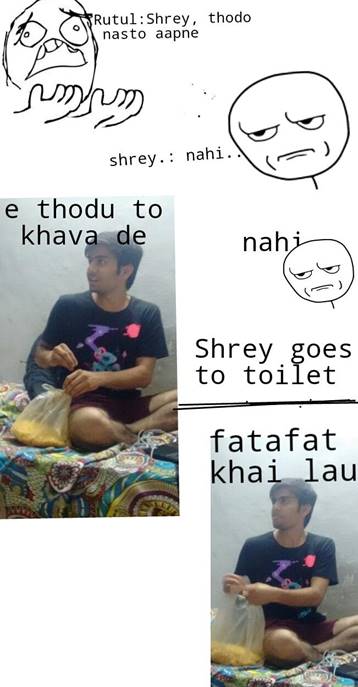 Rutul:Shrey, thodo
nasto aapne
shrey.: nahi..
e thodu to
khava de
nahi
Shrey goes
to toilet
fatafat
khai lau